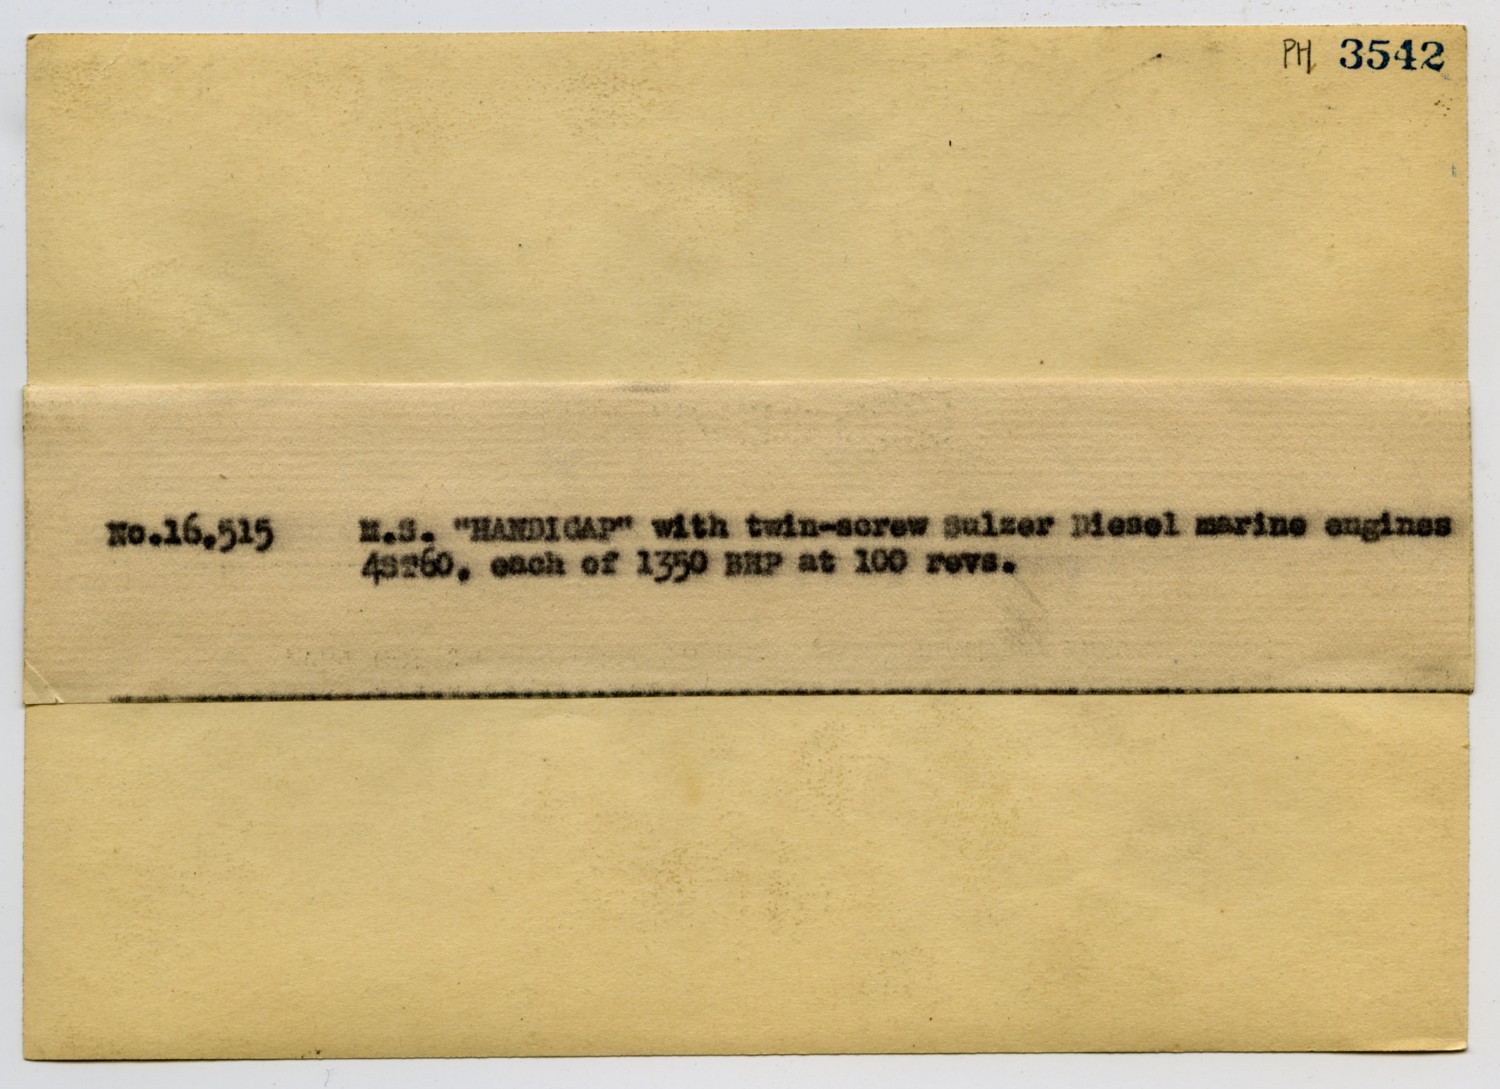 PH 3542
No.16.515 M.S. "HANDICAP" with twin-screw Sulzer Diesel marine engines
4ST60, each of 1350 BHP at 100 revs.